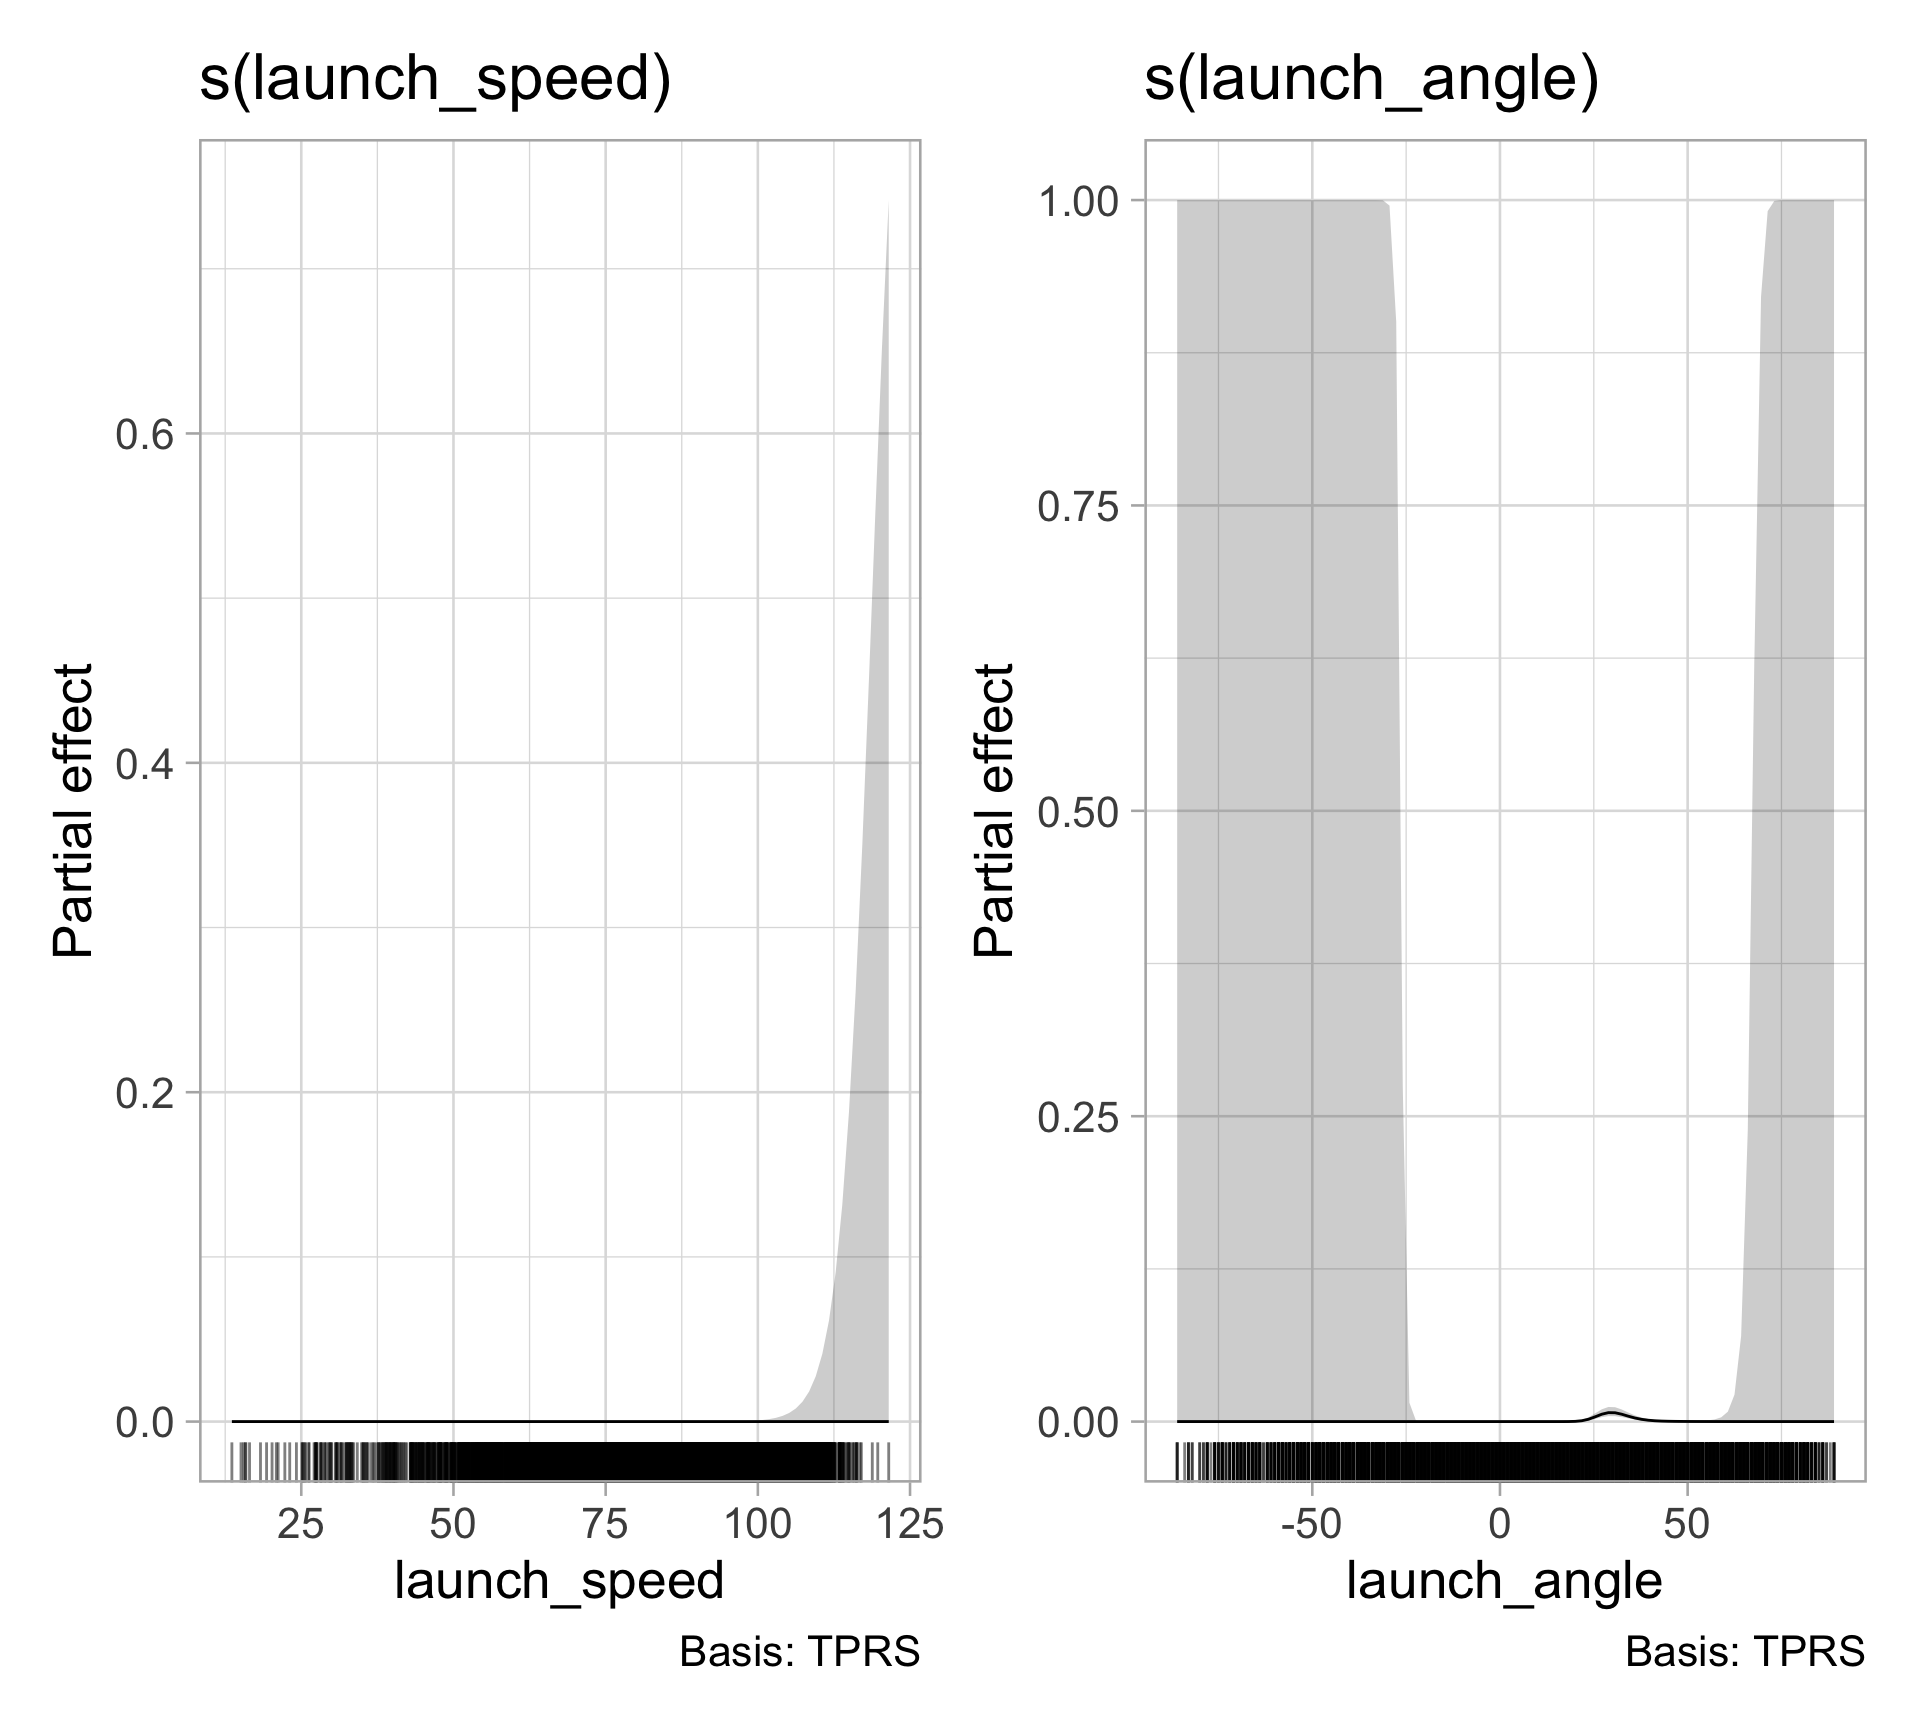 s(launch_speed)
Partial effect
0.6
0.4
0.2
0.0
25 50 75 100 125
launch_speed
Basis: TPRS
s(launch_angle)
Partial effect
1.00
0.75
0.50
0.25
0.00
-50 0 50
launch_angle
Basis: TPRS